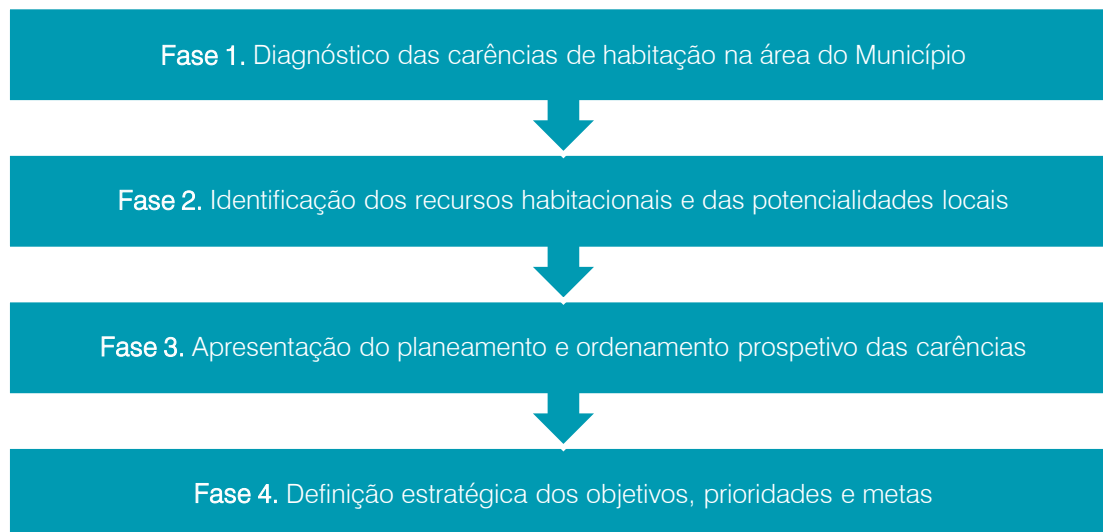 Fase 1. Diagnóstico das carências de habitação na área do Município
Fase 2. Identificação dos recursos habitacionais e das potencialidades locais
Fase 3. Apresentação do planeamento e ordenamento prospetivo das carências
Fase 4. Definição estratégica dos objetivos, prioridades e metas